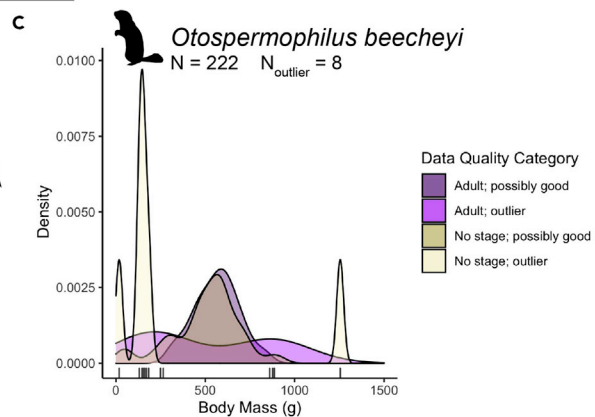 C
Otospermophilus beecheyi
N = 222 Noutlier = 8
0.0100
0.0075
0.0050
0.0025
0.0000
Density
0 500 1000 1500
Body Mass (g)
Data Quality Category
Adult; possibly good
Adult; outlier
No stage; possibly good
No stage; outlier